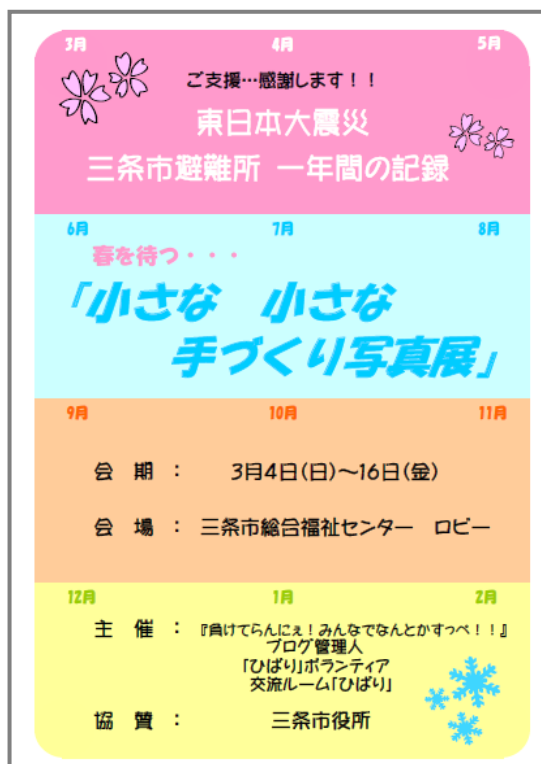 3月 4月 5月
ご支援…感謝します！！
東日本大震災
三条市避難所 一年間の記録
6月 7月 8月
春を待つ・・・
「小さな 小さな
手づくり写真展」
9月 10月 11月
会 期 ： 3月4日(日)～16日(金)
会 場 ： 三条市総合福祉センター ロビー
12月 1月 2月
主 催 ： 『負けてらんにぇ！みんなでなんとかすっぺ！！』
ブログ管理人
「ひばり」ボランティア
交流ルーム「ひばり」
協 賛 ： 三条市役所